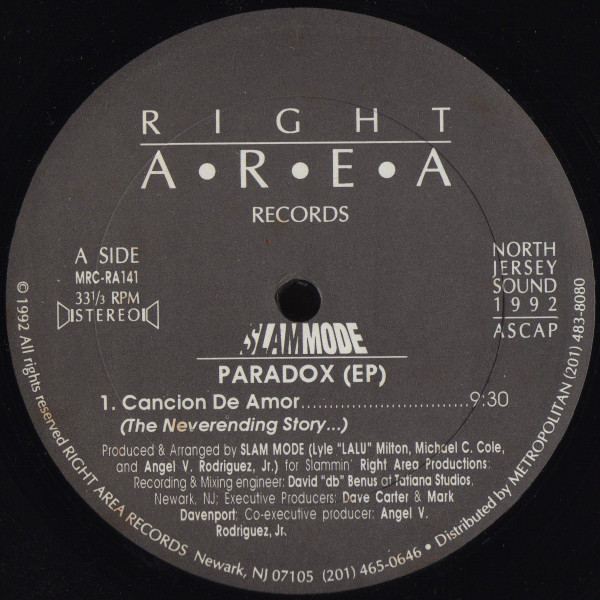 RIGHT
A•R•E•A
RECORDS
A SIDE
MRC-RA141
33⅓ RPM
STEREO
NORTH
JERSEY
SOUND
1992
ASCAP
SLAMMODE
PARADOX (EP)
1. Cancion De Amor................................9:30
(The Neverending Story...)
Produced & Arranged by SLAM MODE (Lyle "LALU" Milton, Michael C. Cole,
and Angel V. Rodriguez, Jr.) for Slammin' Right Area Productions;
Recording & Mixing engineer: David "db" Benus at Tatiana Studios,
Newark, NJ; Executive Producers: Dave Carter & Mark
Davenport; Co-executive producer: Angel V.
Rodriguez, Jr.
© 1992 All rights reserved RIGHT AREA RECORDS Newark, NJ 07105 (201) 465-0646 • Distributed by METROPOLITAN (201) 483-8080